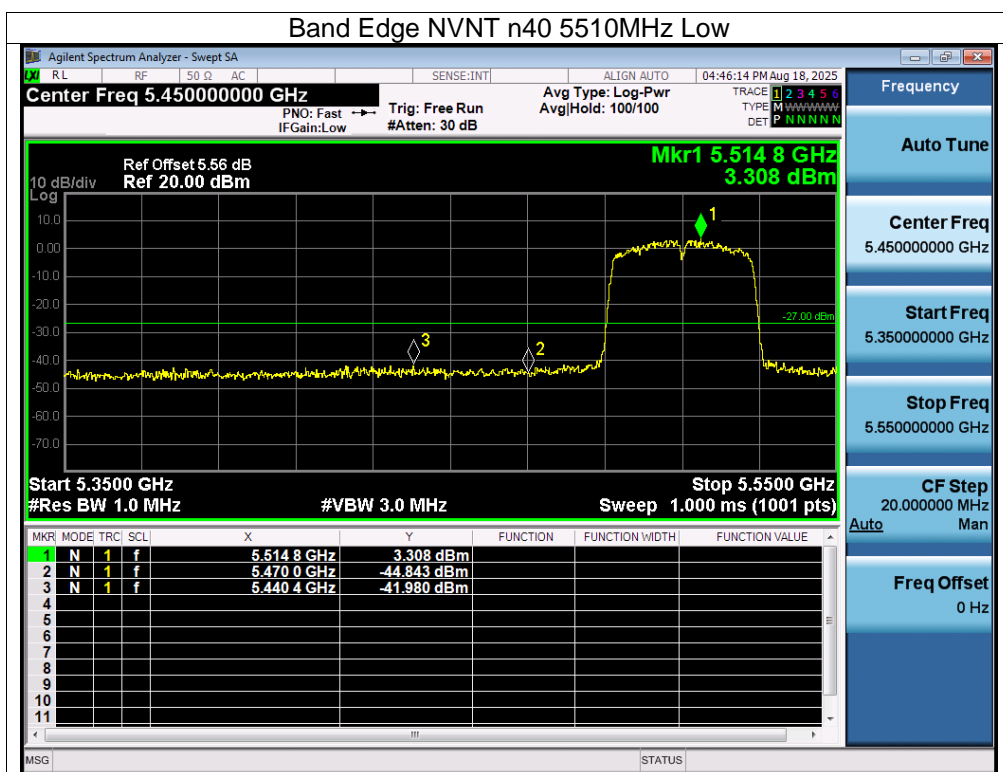 Band Edge NVNT n40 5510MHz Low
Agilent Spectrum Analyzer - Swept SA
LXI RL RF 50 Ω AC SENSE:INT ALIGN AUTO 04:46:14 PM Aug 18, 2025
Center Freq 5.450000000 GHz
PNO: Fast
IFGain:Low
Trig: Free Run
#Atten: 30 dB
Avg Type: Log-Pwr
Avg|Hold: 100/100
TRACE 1 2 3 4 5 6
TYPE M WWWWW
DET P N N N N N
Mkr1 5.514 8 GHz
3.308 dBm
Ref Offset 5.56 dB
10 dB/div Ref 20.00 dBm
Log
10.0
0.00
-10.0
-20.0
-30.0
-40.0
-50.0
-60.0
-70.0
1
-27.00 dBm
3
2
Start 5.3500 GHz Stop 5.5500 GHz
#Res BW 1.0 MHz #VBW 3.0 MHz Sweep 1.000 ms (1001 pts)
MKR MODE TRC SCL X Y FUNCTION FUNCTION WIDTH FUNCTION VALUE
1 N 1 f 5.514 8 GHz 3.308 dBm
2 N 1 f 5.470 0 GHz -44.843 dBm
3 N 1 f 5.440 4 GHz -41.980 dBm
4
5
6
7
8
9
10
11
MSG STATUS
Frequency
Auto Tune
Center Freq
5.450000000 GHz
Start Freq
5.350000000 GHz
Stop Freq
5.550000000 GHz
CF Step
20.000000 MHz
Auto Man
Freq Offset
0 Hz